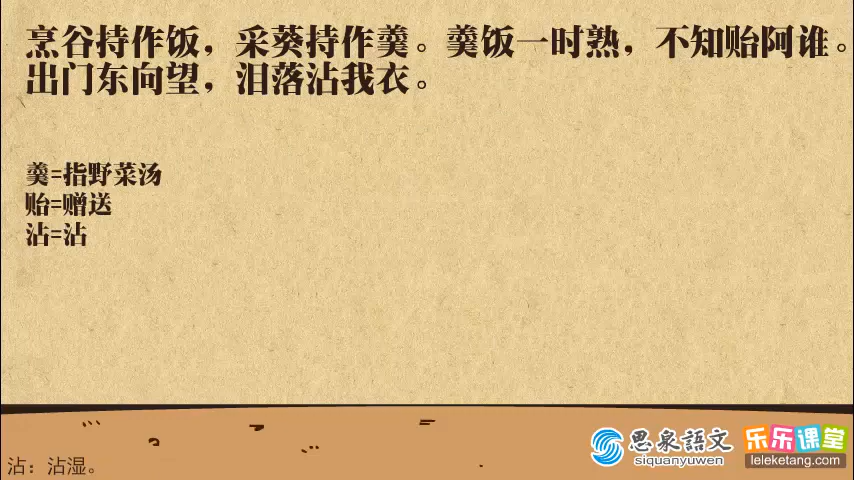 烹谷持作饭，采葵持作羹。羹饭一时熟，不知贻阿谁。
出门东向望，泪落沾我衣。
羹=指野菜汤
贻=赠送
沾=沾
沾：沾湿。
思泉語文
siquanyuwen
乐乐课堂
leleketang.com